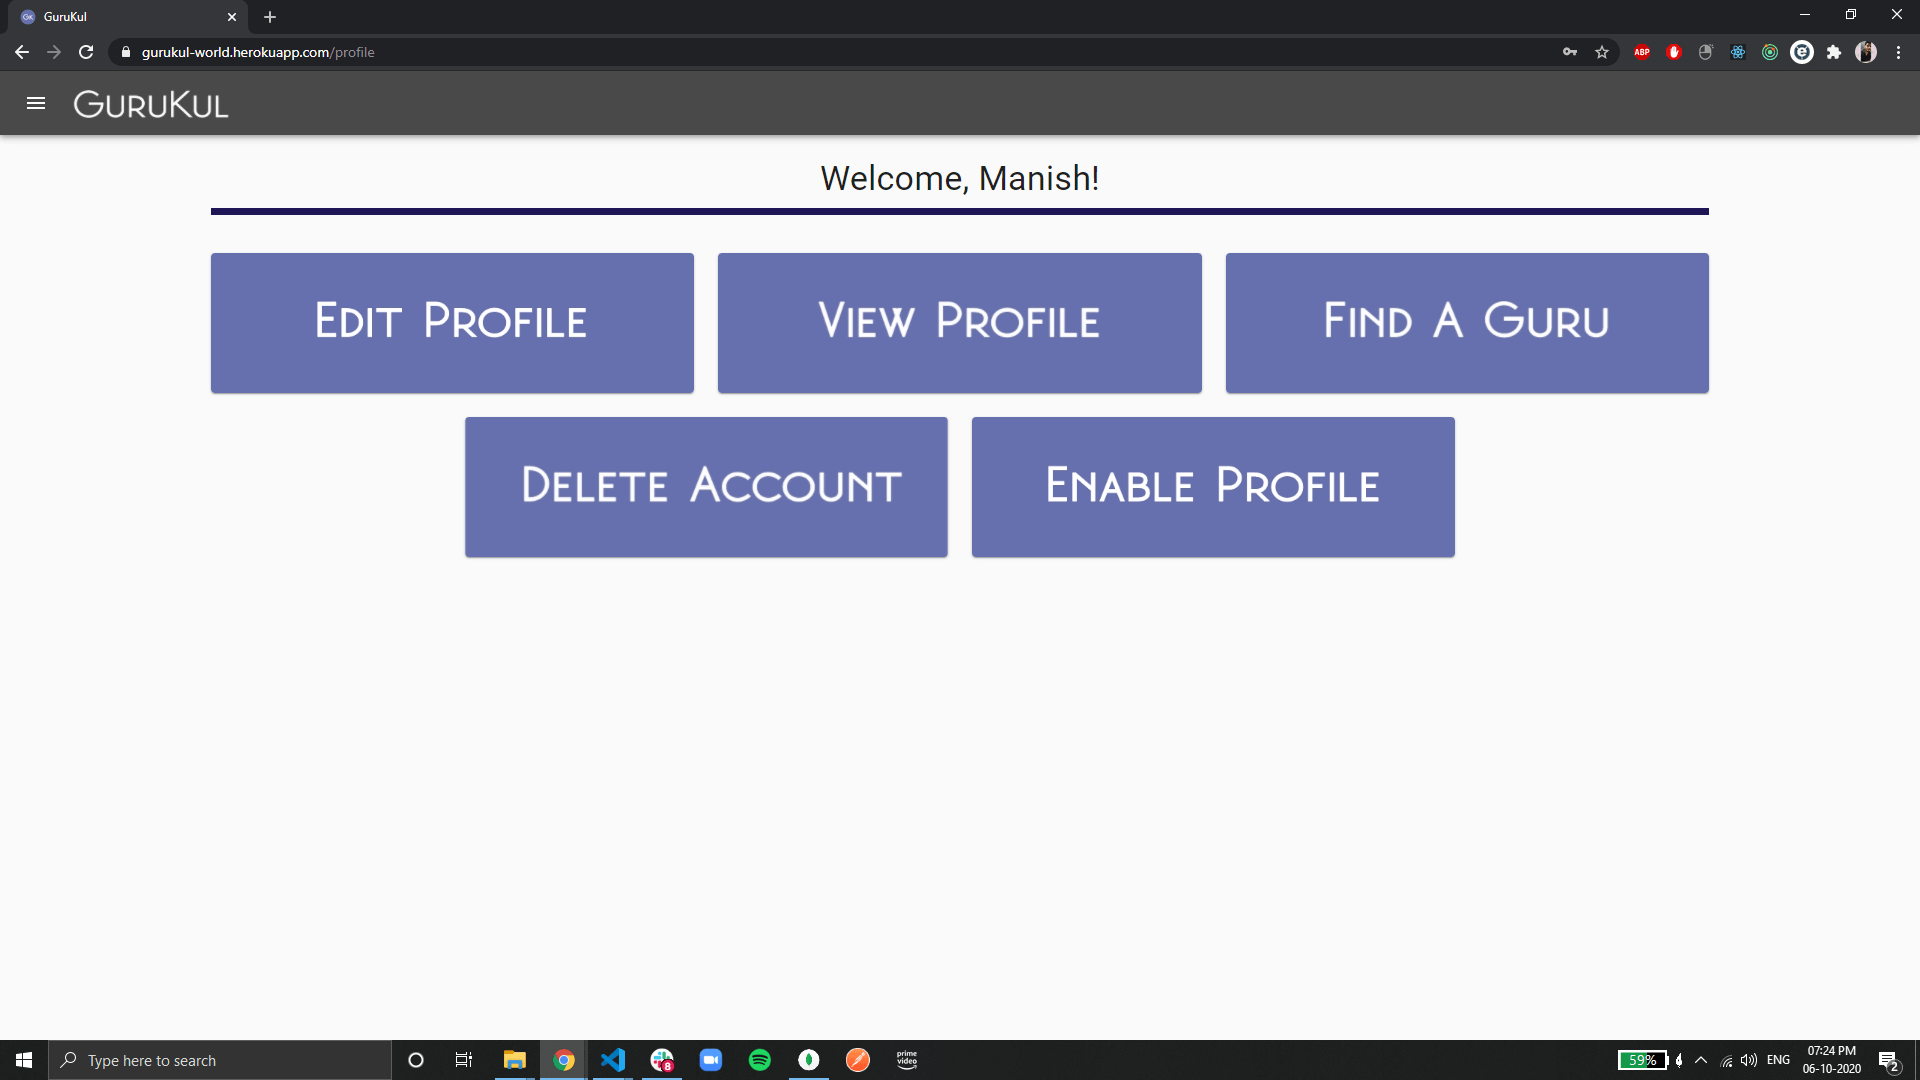 GuruKul
gurukul-world.herokuapp.com/profile
ABP
GuruKul
Welcome, Manish!
Edit Profile
View Profile
Find A Guru
Delete Account
Enable Profile
Type here to search
8
prime video
59%
ENG
07:24 PM
06-10-2020
2